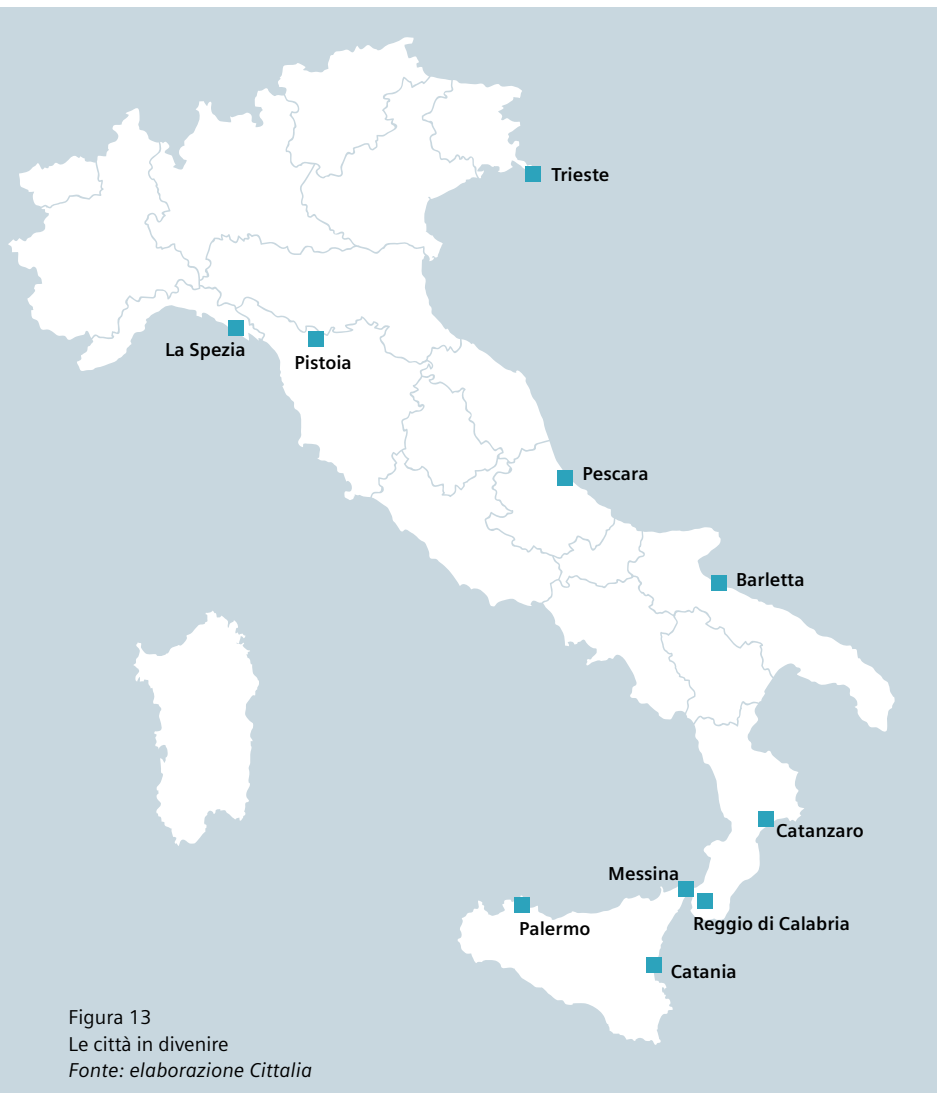 Trieste
La Spezia
Pistoia
Pescara
Barletta
Catanzaro
Messina
Reggio di Calabria
Palermo
Catania
Figura 13
Le città in divenire
Fonte: elaborazione Cittalia